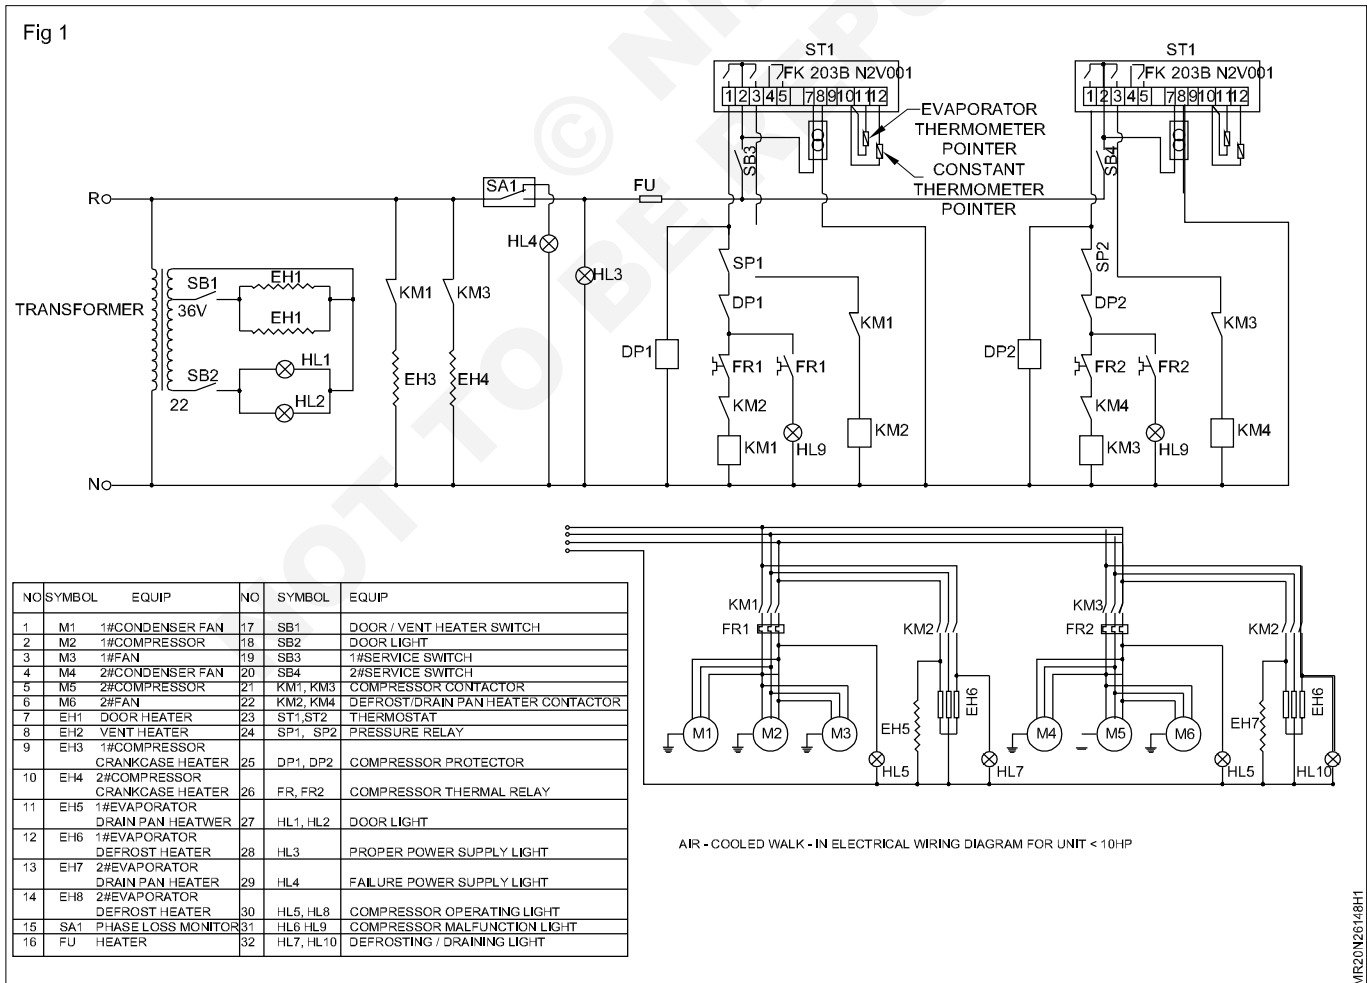 Fig 1
© NI
NOT TO BE REPU
ST1
FK 203B N2V001
1 2 3 4 5 7 8 9 10 11 12
EVAPORATOR
THERMOMETER
POINTER
CONSTANT
THERMOMETER
POINTER
SB3
ST1
FK 203B N2V001
1 2 3 4 5 7 8 9 10 11 12
SB4
R
SA1
HL4
HL3
FU
TRANSFORMER
SB1
36V
EH1
EH1
SB2
22
HL1
HL2
KM1
KM3
EH3
EH4
SP1
DP1
DP1
FR1
FR1
KM2
KM1
HL9
KM1
KM2
SP2
DP2
DP2
FR2
FR2
KM4
KM3
HL9
KM3
KM4
N
KM1
FR1
KM2
M1
M2
M3
EH5
EH6
HL5
HL7
KM3
FR2
KM2
M4
M5
M6
EH7
EH6
HL5
HL10
NO SYMBOL EQUIP NO SYMBOL EQUIP
1 M1 1#CONDENSER FAN 17 SB1 DOOR / VENT HEATER SWITCH
2 M2 1#COMPRESSOR 18 SB2 DOOR LIGHT
3 M3 1#FAN 19 SB3 1#SERVICE SWITCH
4 M4 2#CONDENSER FAN 20 SB4 2#SERVICE SWITCH
5 M5 2#COMPRESSOR 21 KM1, KM3 COMPRESSOR CONTACTOR
6 M6 2#FAN 22 KM2, KM4 DEFROST/DRAIN PAN HEATER CONTACTOR
7 EH1 DOOR HEATER 23 ST1,ST2 THERMOSTAT
8 EH2 VENT HEATER 24 SP1, SP2 PRESSURE RELAY
9 EH3 1#COMPRESSOR
CRANKCASE HEATER 25 DP1, DP2 COMPRESSOR PROTECTOR
10 EH4 2#COMPRESSOR
CRANKCASE HEATER 26 FR, FR2 COMPRESSOR THERMAL RELAY
11 EH5 1#EVAPORATOR
DRAIN PAN HEATWER 27 HL1, HL2 DOOR LIGHT
12 EH6 1#EVAPORATOR
DEFROST HEATER 28 HL3 PROPER POWER SUPPLY LIGHT
13 EH7 2#EVAPORATOR
DRAIN PAN HEATER 29 HL4 FAILURE POWER SUPPLY LIGHT
14 EH8 2#EVAPORATOR
DEFROST HEATER 30 HL5, HL8 COMPRESSOR OPERATING LIGHT
15 SA1 PHASE LOSS MONITOR 31 HL6 HL9 COMPRESSOR MALFUNCTION LIGHT
16 FU HEATER 32 HL7, HL10 DEFROSTING / DRAINING LIGHT
AIR - COOLED WALK - IN ELECTRICAL WIRING DIAGRAM FOR UNIT < 10HP
MR20N26148H1